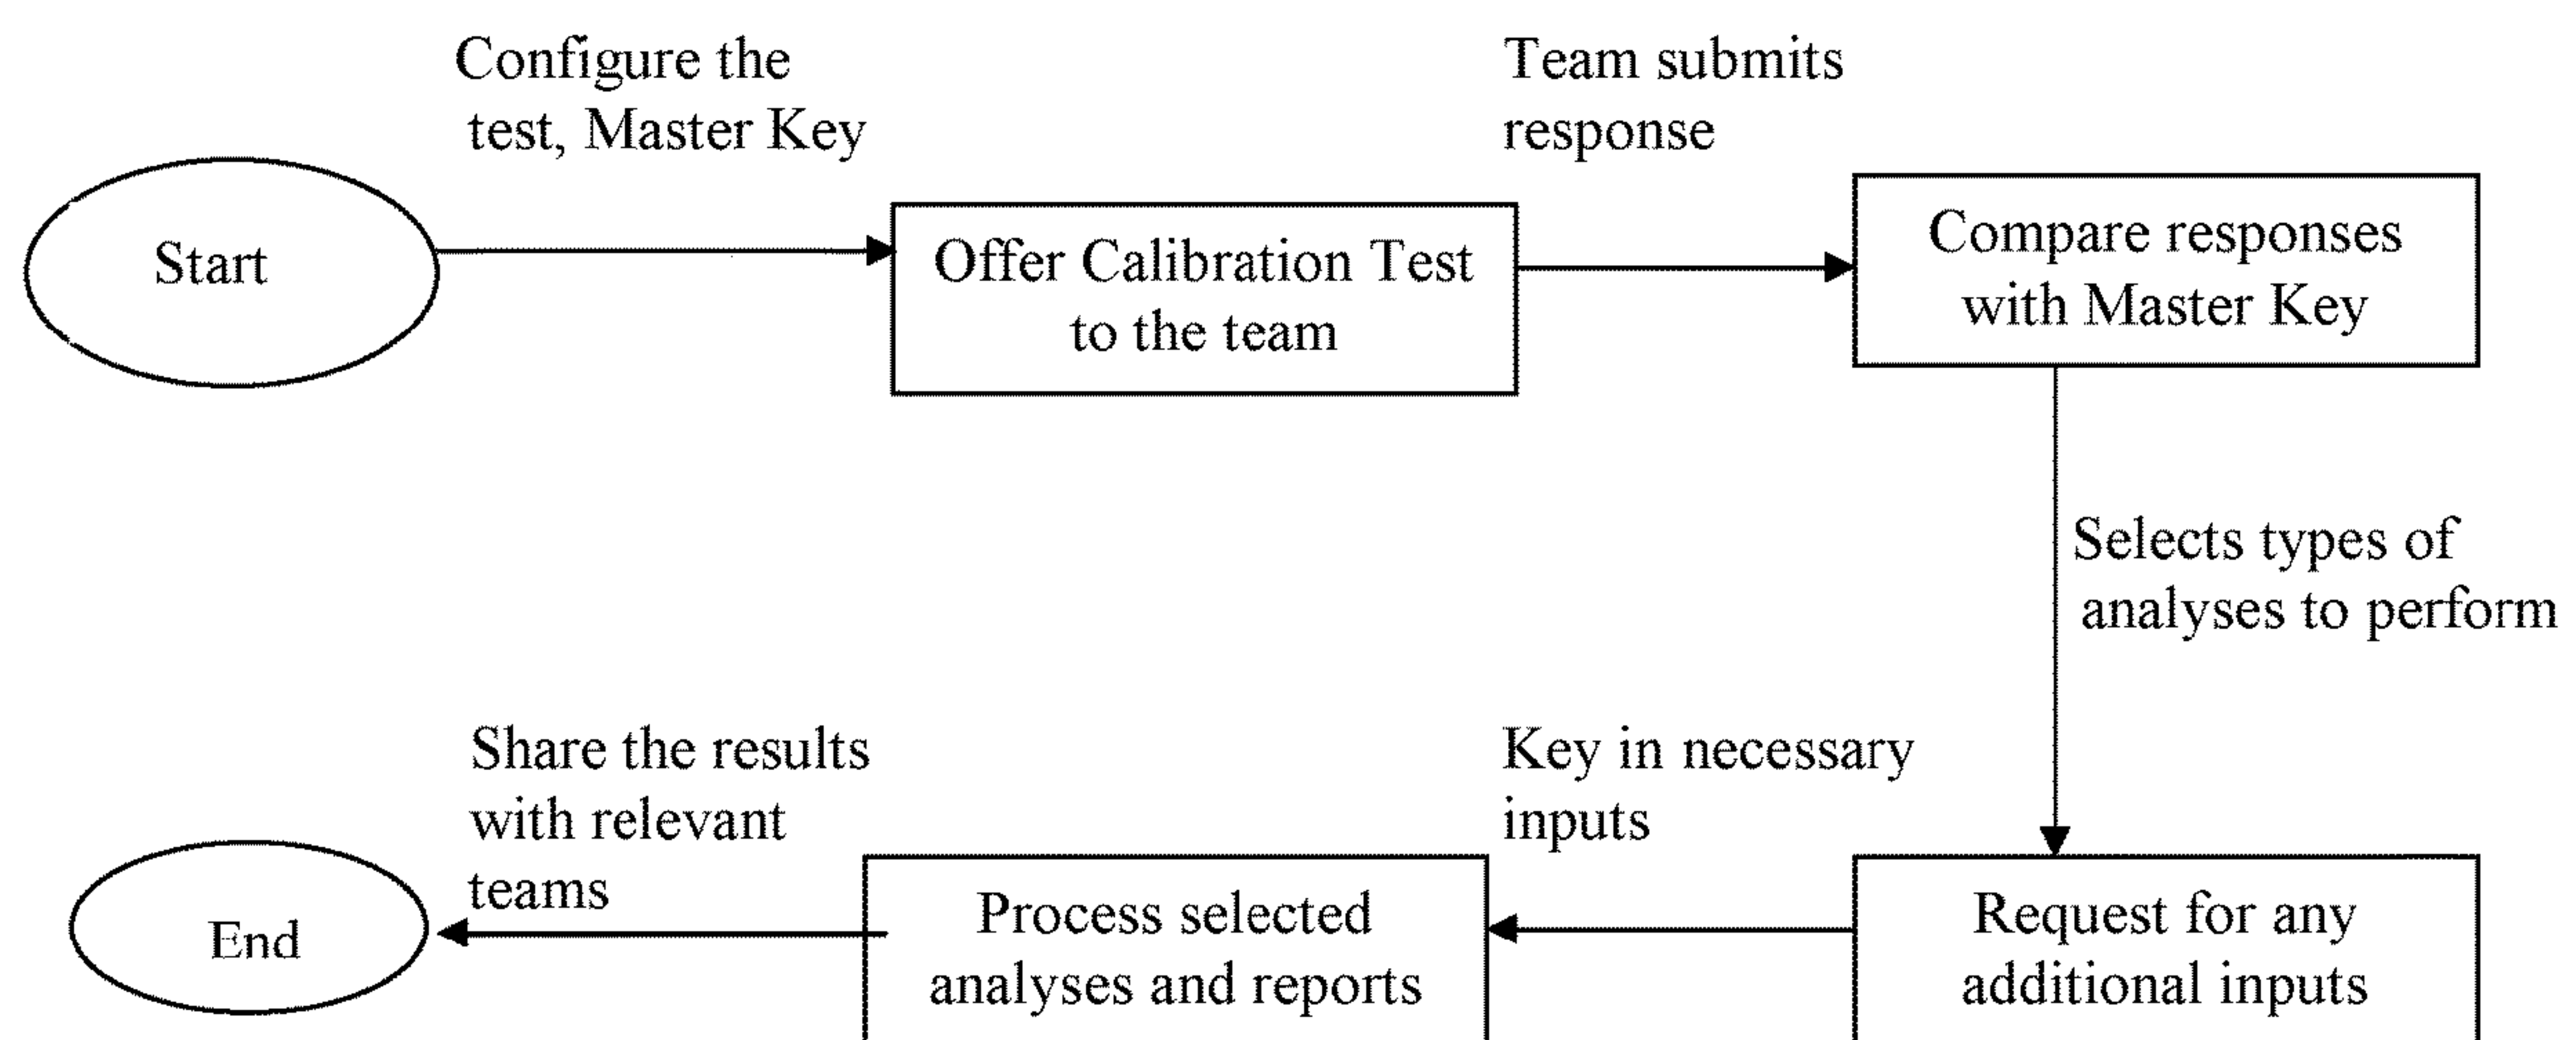 Configure the
test, Master Key
Team submits
response
Start
Offer Calibration Test
to the team
Compare responses
with Master Key
Selects types of
analyses to perform
Key in necessary
inputs
Request for any
additional inputs
Process selected
analyses and reports
Share the results
with relevant
teams
End